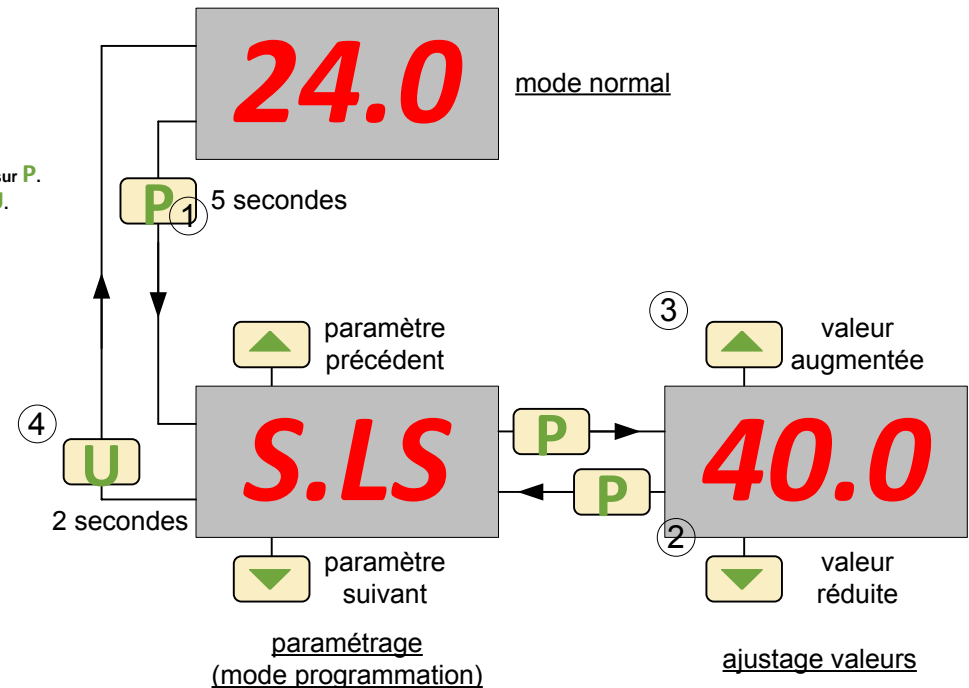 24.0
mode normal
sur P.
U.
P
1
5 secondes
3
paramètre
précédent
valeur
augmentée
4
U
2 secondes
S.LS
P
P
40.0
2
paramètre
suivant
valeur
réduite
paramétrage
(mode programmation)
ajustage valeurs